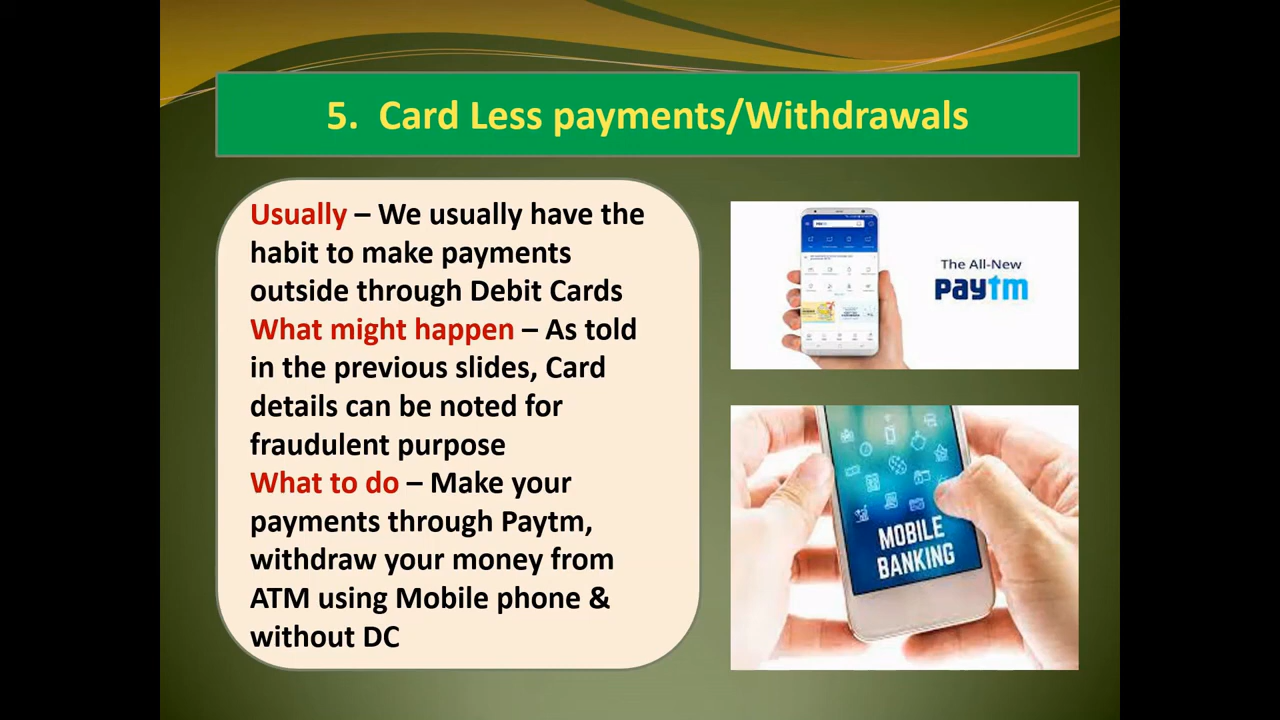 5. Card Less payments/Withdrawals
Usually – We usually have the
habit to make payments
outside through Debit Cards
What might happen – As told
in the previous slides, Card
details can be noted for
fraudulent purpose
What to do – Make your
payments through Paytm,
withdraw your money from
ATM using Mobile phone &
without DC
The All-New
paytm
MOBILE
BANKING